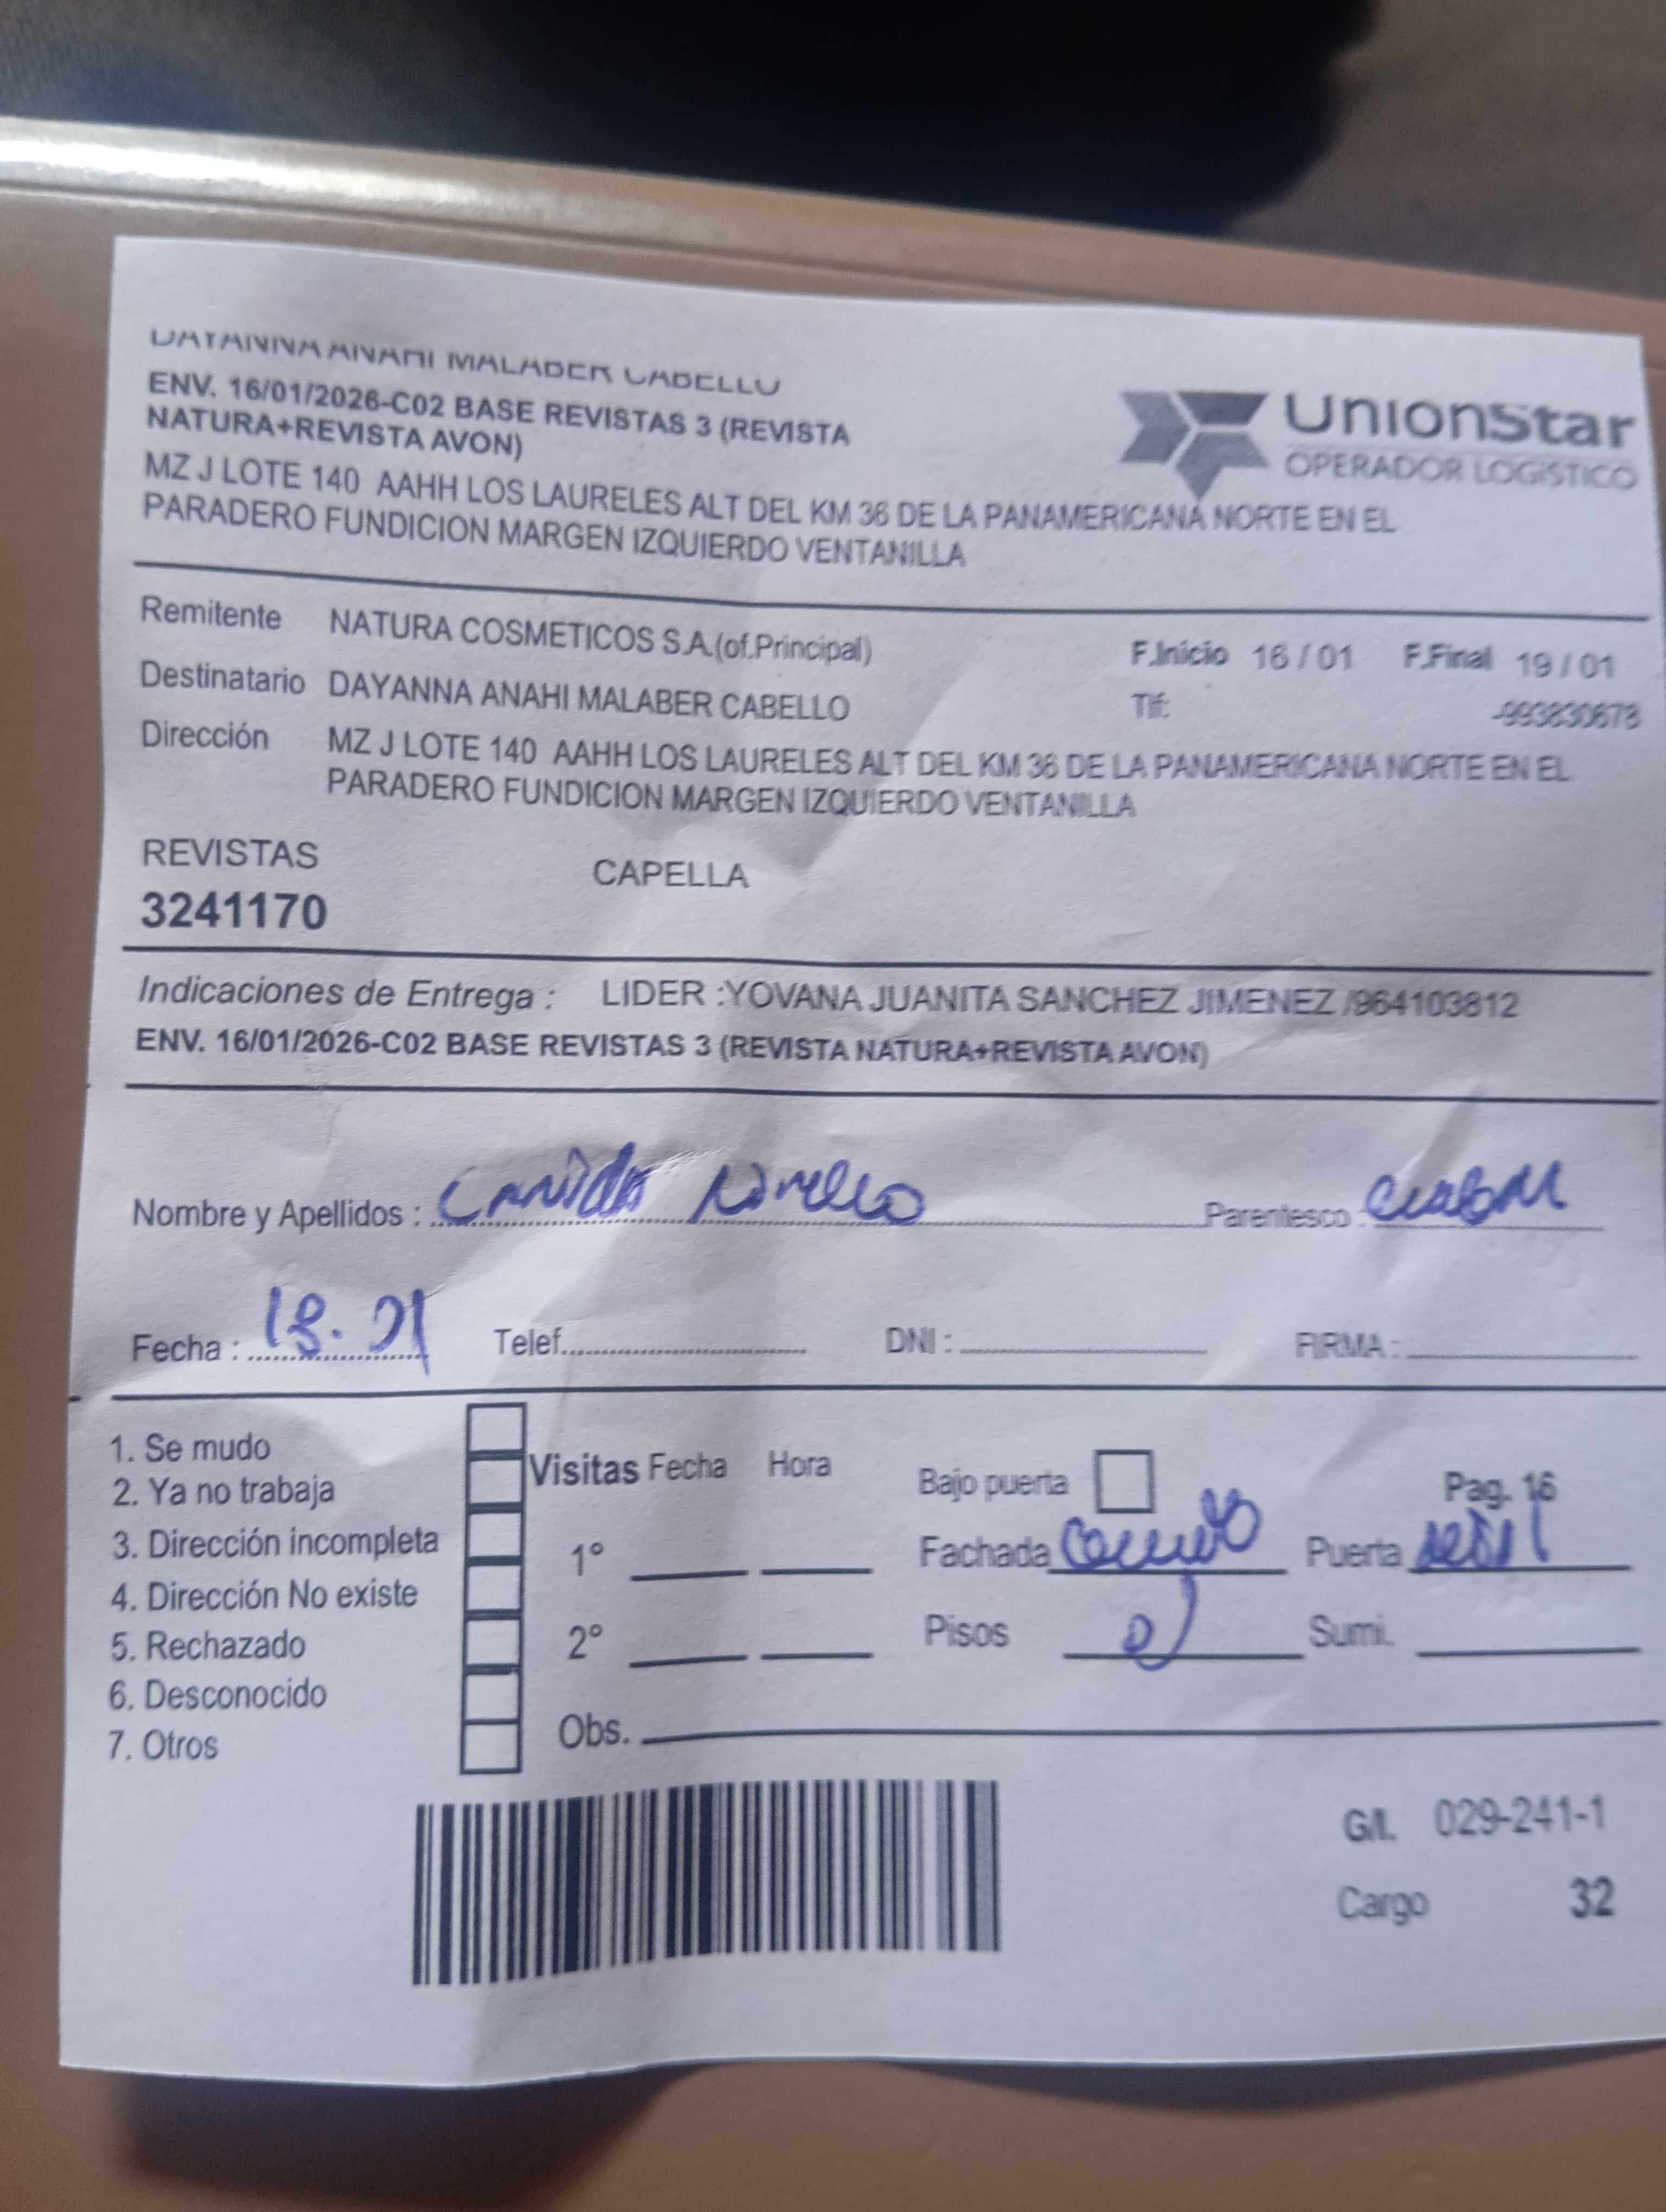 DAYANNA ANAHI MALABER CABELLO
ENV. 16/01/2026-C02 BASE REVISTAS 3 (REVISTA
NATURA+REVISTA AVON)
MZ J LOTE 140 AAHH LOS LAURELES ALT DEL KM 36 DE LA PANAMERICANA NORTE EN EL
PARADERO FUNDICION MARGEN IZQUIERDO VENTANILLA
UnionStar
OPERADOR LOGÍSTICO
Remitente NATURA COSMETICOS S.A.(of.Principal) F.Inicio 16 / 01 F.Final 19 / 01
Destinatario DAYANNA ANAHI MALABER CABELLO Tlf: -993830678
Dirección MZ J LOTE 140 AAHH LOS LAURELES ALT DEL KM 36 DE LA PANAMERICANA NORTE EN EL
PARADERO FUNDICION MARGEN IZQUIERDO VENTANILLA
REVISTAS CAPELLA
3241170
Indicaciones de Entrega : LIDER :YOVANA JUANITA SANCHEZ JIMENEZ /964103812
ENV. 16/01/2026-C02 BASE REVISTAS 3 (REVISTA NATURA+REVISTA AVON)
Nombre y Apellidos : Parentesco :
Fecha : 18.01 Telef. DNI : FIRMA :
1. Se mudo
2. Ya no trabaja
3. Dirección incompleta
4. Dirección No existe
5. Rechazado
6. Desconocido
7. Otros
Visitas Fecha Hora
1°
2°
Obs.
Bajo puerta Pag. 16
Fachada Puerta
Pisos Sumi.
G/I. 029-241-1
Cargo 32